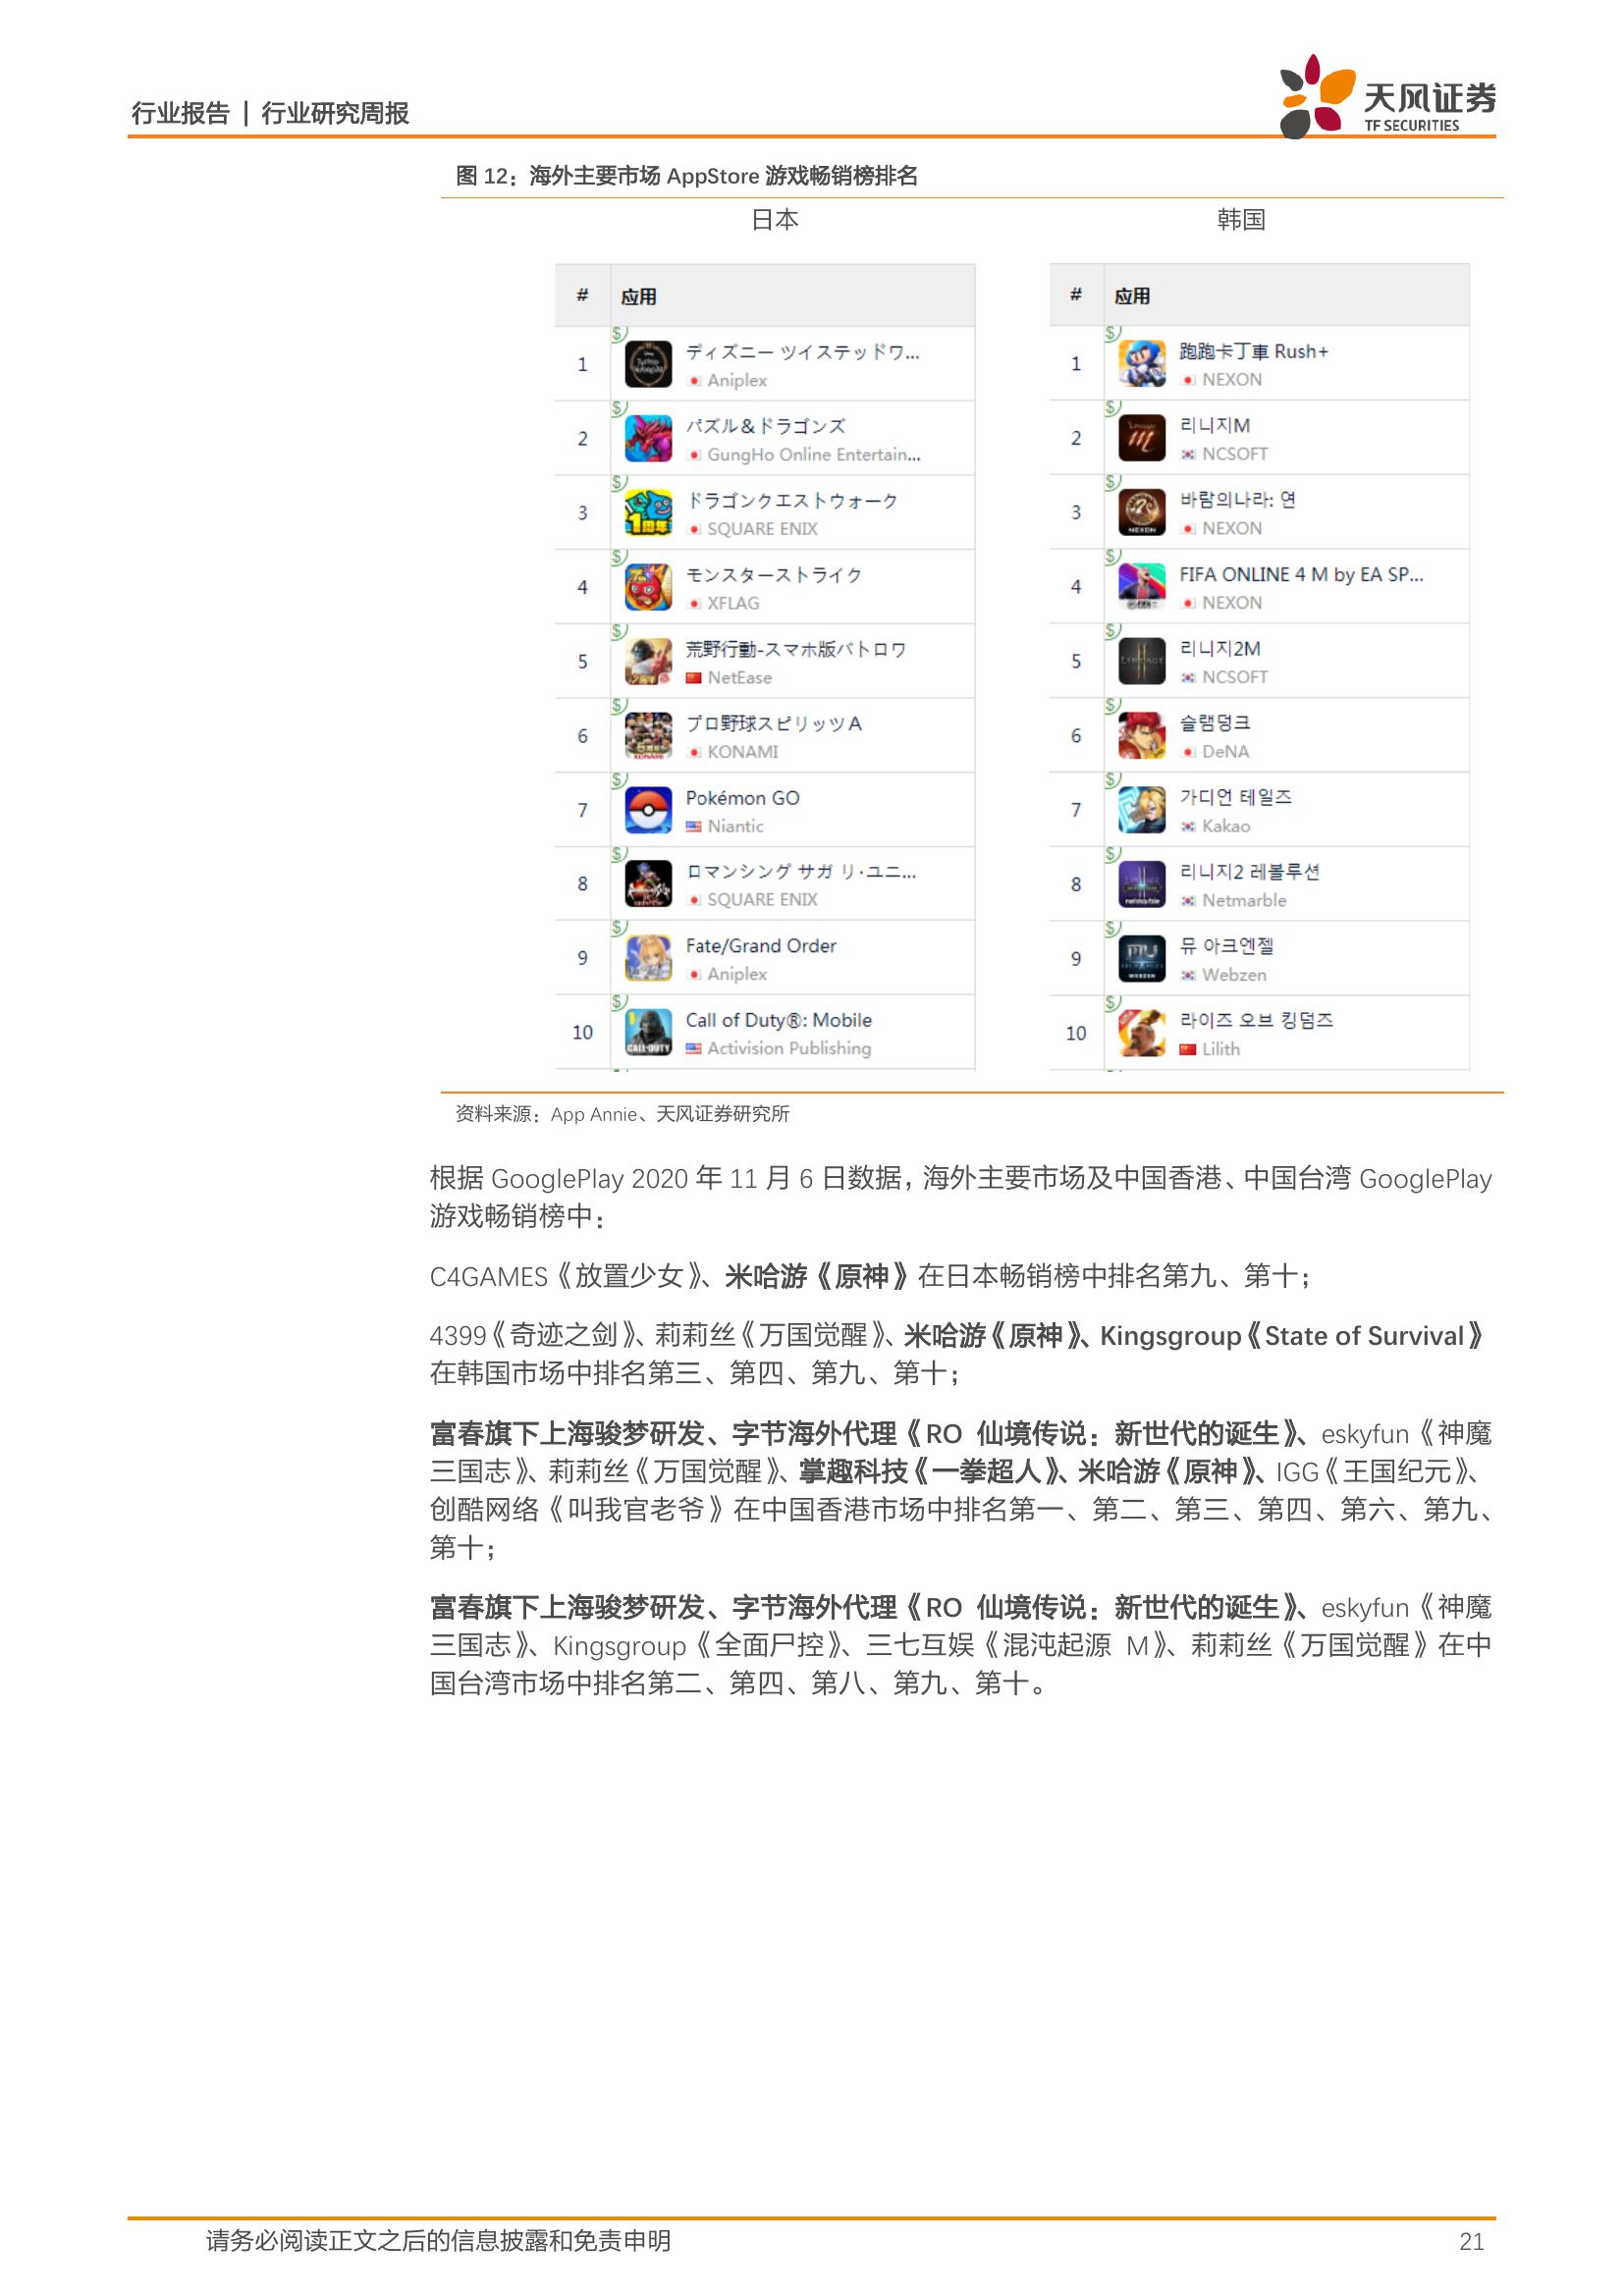 行业报告 | 行业研究周报
天风证券
TF SECURITIES
图 12：海外主要市场 AppStore 游戏畅销榜排名
日本
韩国
# 应用
1 ディズニー ツイステッドワ...
Aniplex
2 パズル＆ドラゴンズ
GungHo Online Entertain...
3 ドラゴンクエストウォーク
SQUARE ENIX
4 モンスターストライク
XFLAG
5 荒野行動-スマホ版バトロワ
NetEase
6 プロ野球スピリッツA
KONAMI
7 Pokémon GO
Niantic
8 ロマンシング サガ リ・ユニ...
SQUARE ENIX
9 Fate/Grand Order
Aniplex
10 Call of Duty®: Mobile
Activision Publishing
# 应用
1 跑跑卡丁車 Rush+
NEXON
2 리니지M
NCSOFT
3 바람의나라: 연
NEXON
4 FIFA ONLINE 4 M by EA SP...
NEXON
5 리니지2M
NCSOFT
6 슬램덩크
DeNA
7 가디언 테일즈
Kakao
8 리니지2 레볼루션
Netmarble
9 뮤 아크엔젤
Webzen
10 라이즈 오브 킹덤즈
Lilith
资料来源：App Annie、天风证券研究所
根据 GooglePlay 2020 年 11 月 6 日数据，海外主要市场及中国香港、中国台湾 GooglePlay
游戏畅销榜中：
C4GAMES《放置少女》、米哈游《原神》在日本畅销榜中排名第九、第十；
4399《奇迹之剑》、莉莉丝《万国觉醒》、米哈游《原神》、Kingsgroup《State of Survival》
在韩国市场中排名第三、第四、第九、第十；
富春旗下上海骏梦研发、字节海外代理《RO 仙境传说：新世代的诞生》、eskyfun《神魔
三国志》、莉莉丝《万国觉醒》、掌趣科技《一拳超人》、米哈游《原神》、IGG《王国纪元》、
创酷网络《叫我官老爷》在中国香港市场中排名第一、第二、第三、第四、第六、第九、
第十；
富春旗下上海骏梦研发、字节海外代理《RO 仙境传说：新世代的诞生》、eskyfun《神魔
三国志》、Kingsgroup《全面尸控》、三七互娱《混沌起源 M》、莉莉丝《万国觉醒》在中
国台湾市场中排名第二、第四、第八、第九、第十。
请务必阅读正文之后的信息披露和免责申明
21